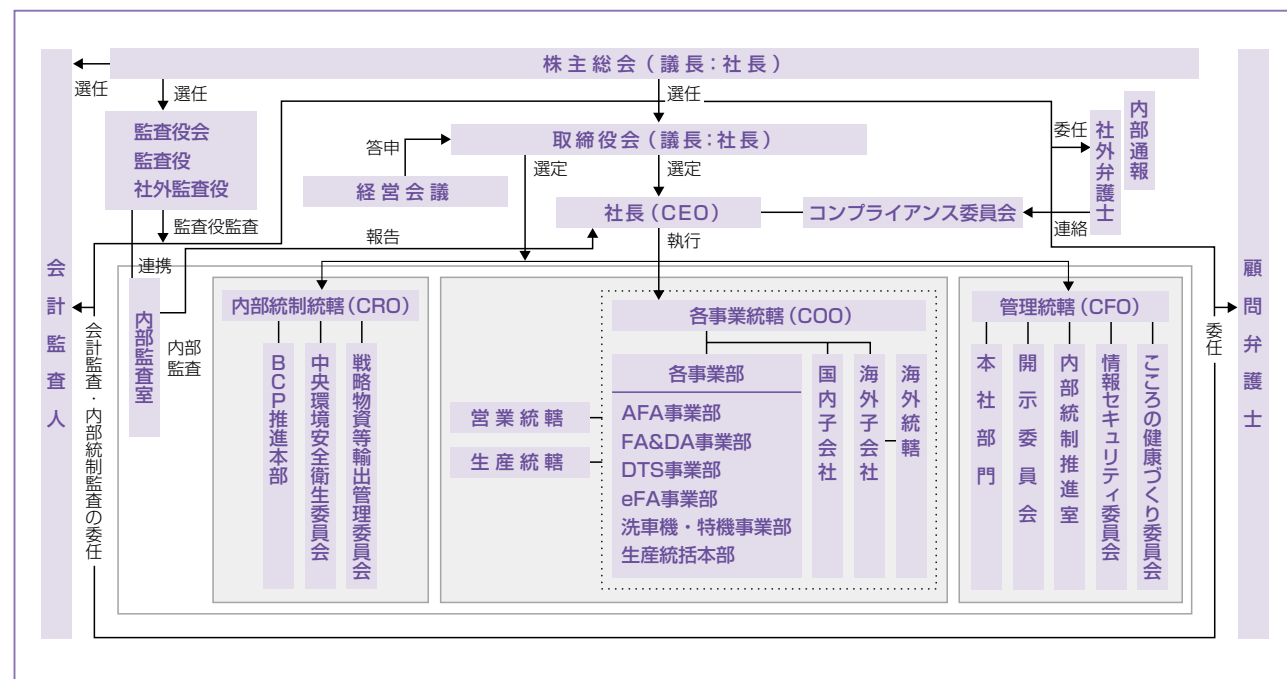 株主総会（議長：社長）
選任
選任
選任
監査役会
監査役
社外監査役
取締役会（議長：社長）
答申
経営会議
選定
選定
委任
社外弁護士
内部通報
社長（CEO）
コンプライアンス委員会
連絡
監査役監査
報告
執行
連携
会計監査人
会計監査・内部統制監査の委任
内部監査室
内部
監査
内部統制統轄（CRO）
BCP推進本部
中央環境安全衛生委員会
戦略物資等輸出管理委員会
営業統轄
生産統轄
各事業統轄（COO）
各事業部
AFA事業部
FA&DA事業部
DTS事業部
eFA事業部
洗車機・特機事業部
生産統括本部
国内子会社
海外子会社
海外統轄
管理統轄（CFO）
本社部門
開示委員会
内部統制推進室
情報セキュリティ委員会
こころの健康づくり委員会
委任
顧問弁護士